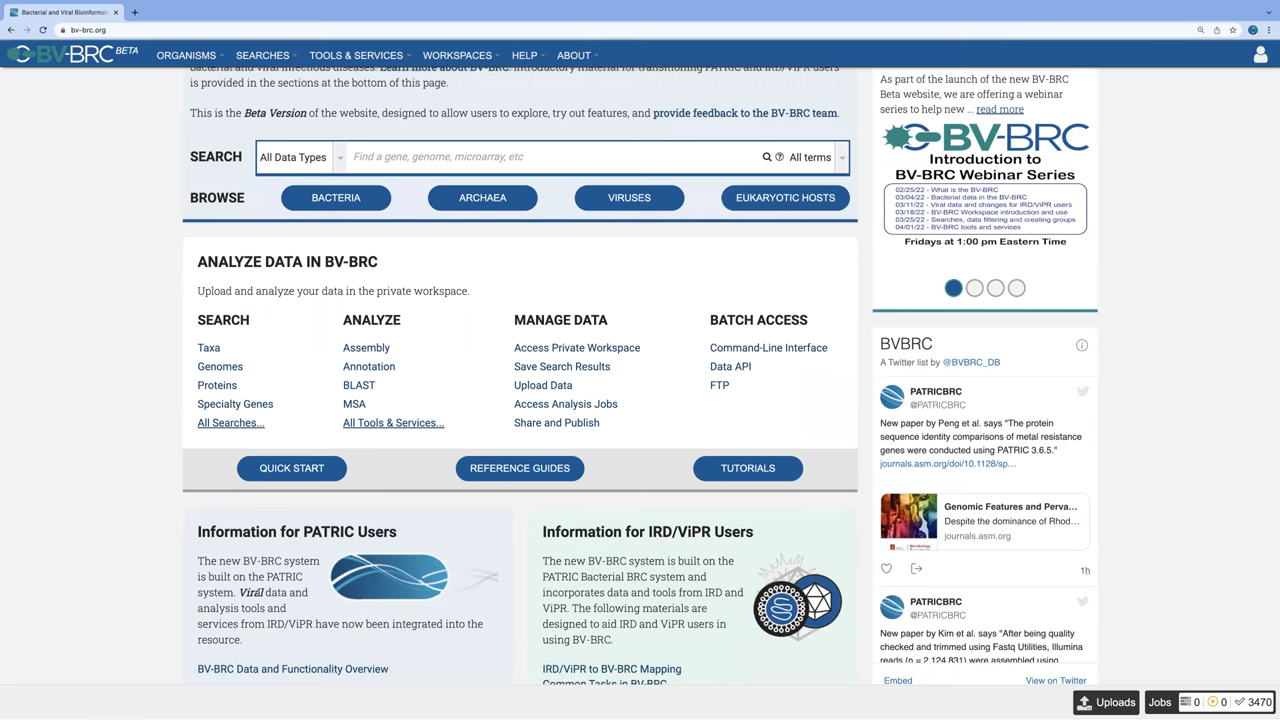 Bacterial and Viral Bioinformat
bv-brc.org
BV-BRC BETA
ORGANISMS
SEARCHES
TOOLS & SERVICES
WORKSPACES
HELP
ABOUT
is provided in the sections at the bottom of this page.
This is the Beta Version of the website, designed to allow users to explore, try out features, and provide feedback to the BV-BRC team.
SEARCH
All Data Types
Find a gene, genome, microarray, etc
All terms
BROWSE
BACTERIA
ARCHAEA
VIRUSES
EUKARYOTIC HOSTS
ANALYZE DATA IN BV-BRC
Upload and analyze your data in the private workspace.
SEARCH
Taxa
Genomes
Proteins
Specialty Genes
All Searches...
ANALYZE
Assembly
Annotation
BLAST
MSA
All Tools & Services...
MANAGE DATA
Access Private Workspace
Save Search Results
Upload Data
Access Analysis Jobs
Share and Publish
BATCH ACCESS
Command-Line Interface
Data API
FTP
QUICK START
REFERENCE GUIDES
TUTORIALS
Information for PATRIC Users
The new BV-BRC system
is built on the PATRIC
system. Viral data and
analysis tools and
services from IRD/ViPR have now been integrated into the
resource.
BV-BRC Data and Functionality Overview
Information for IRD/ViPR Users
The new BV-BRC system is built on the
PATRIC Bacterial BRC system and
incorporates data and tools from IRD and
ViPR. The following materials are
designed to aid IRD and ViPR users in
using BV-BRC.
IRD/ViPR to BV-BRC Mapping
Common Tasks in BV-BRC
As part of the launch of the new BV-BRC
Beta website, we are offering a webinar
series to help new ... read more
BV-BRC
Introduction to
BV-BRC Webinar Series
02/25/22 - What is the BV-BRC
03/04/22 - Bacterial data in the BV-BRC
03/11/22 - Viral data and changes for IRD/ViPR users
03/18/22 - BV-BRC Workspace introduction and use
03/25/22 - Searches, data filtering and creating groups
04/01/22 - BV-BRC tools and services
Fridays at 1:00 pm Eastern Time
BVBRC
A Twitter list by @BVBRC_DB
PATRICBRC
@PATRICBRC
New paper by Peng et al. says "The protein
sequence identity comparisons of metal resistance
genes were conducted using PATRIC 3.6.5."
journals.asm.org/doi/10.1128/sp...
Genomic Features and Perva...
Despite the dominance of Rhod...
journals.asm.org
1h
PATRICBRC
@PATRICBRC
New paper by Kim et al. says "After being quality
checked and trimmed using Fastq Utilities, Illumina
reads (n = 2,124,831) were assembled using
Embed
View on Twitter
Uploads
Jobs
0
0
3470